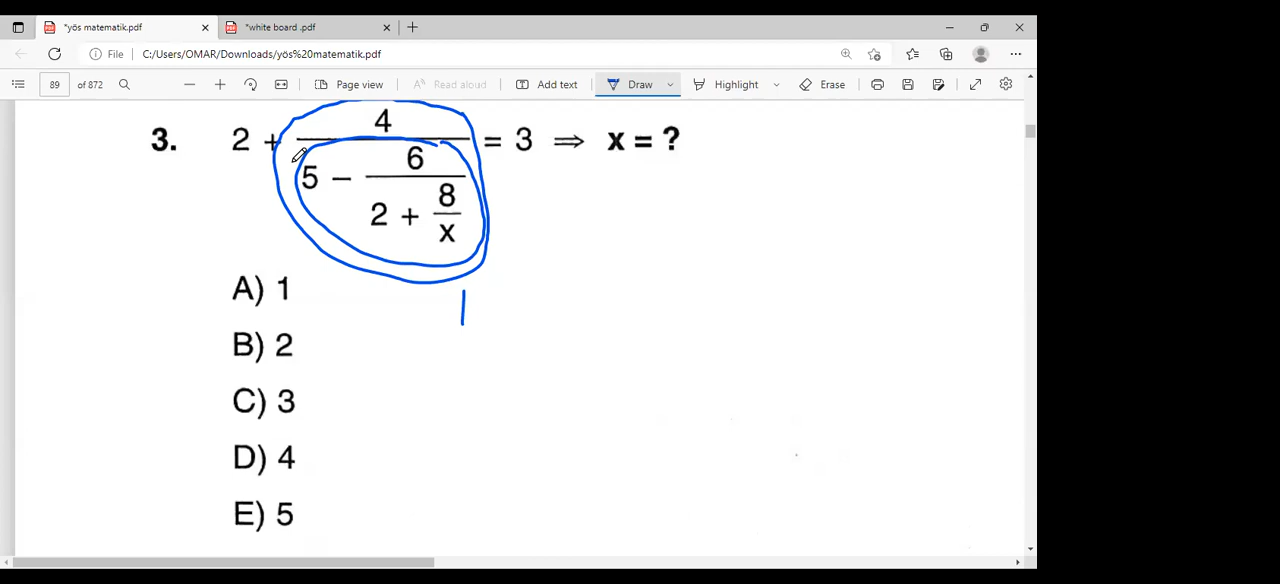 *yös matematik.pdf
*white board .pdf
File C:/Users/OMAR/Downloads/yös%20matematik.pdf
89 of 872 Page view Read aloud Add text Draw Highlight Erase
3. 2 + 4 / (5 − 6 / (2 + 8/x)) = 3 ⇒ x = ?
1
A) 1
B) 2
C) 3
D) 4
E) 5